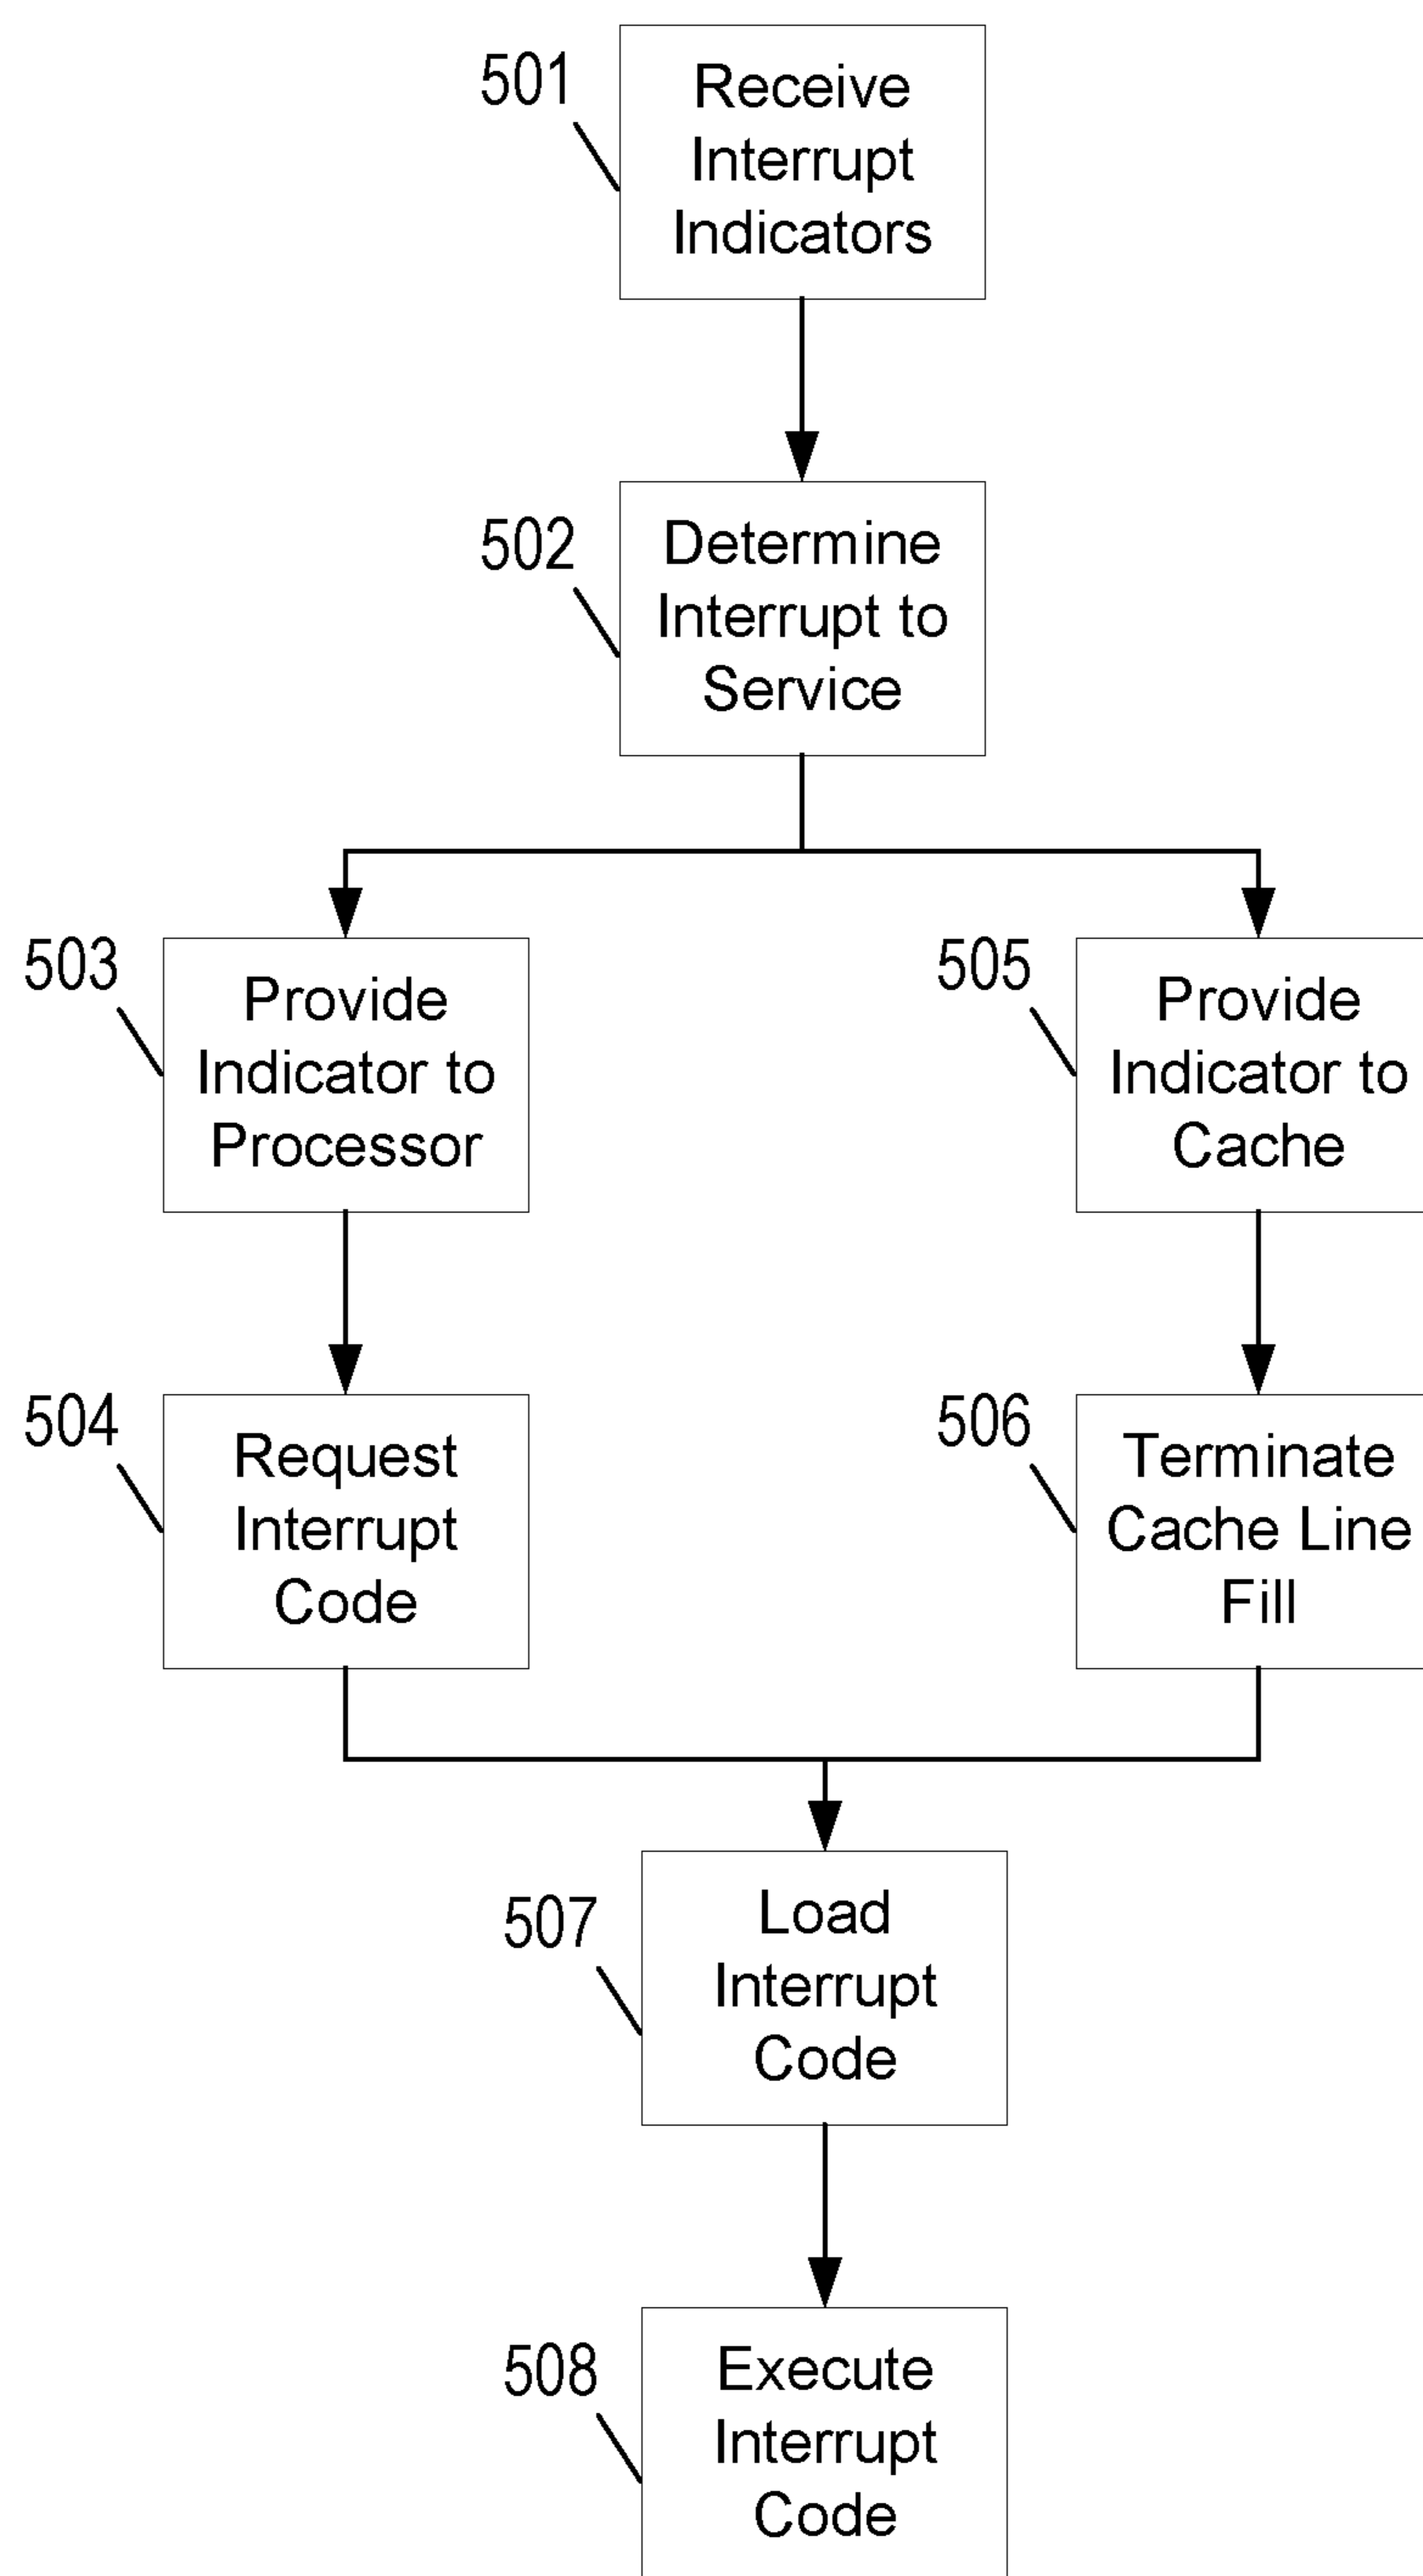 501
Receive
Interrupt
Indicators
502
Determine
Interrupt to
Service
503
Provide
Indicator to
Processor
505
Provide
Indicator to
Cache
504
Request
Interrupt
Code
506
Terminate
Cache Line
Fill
507
Load
Interrupt
Code
508
Execute
Interrupt
Code